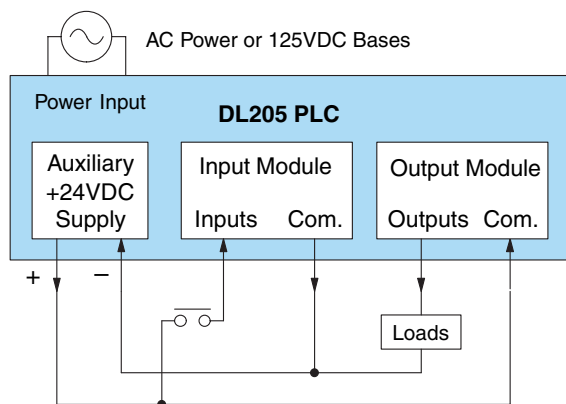 AC Power or 125VDC Bases
Power Input
DL205 PLC
Auxiliary
+24VDC
Supply
Input Module
Inputs Com.
Output Module
Outputs Com.
+ −
Loads